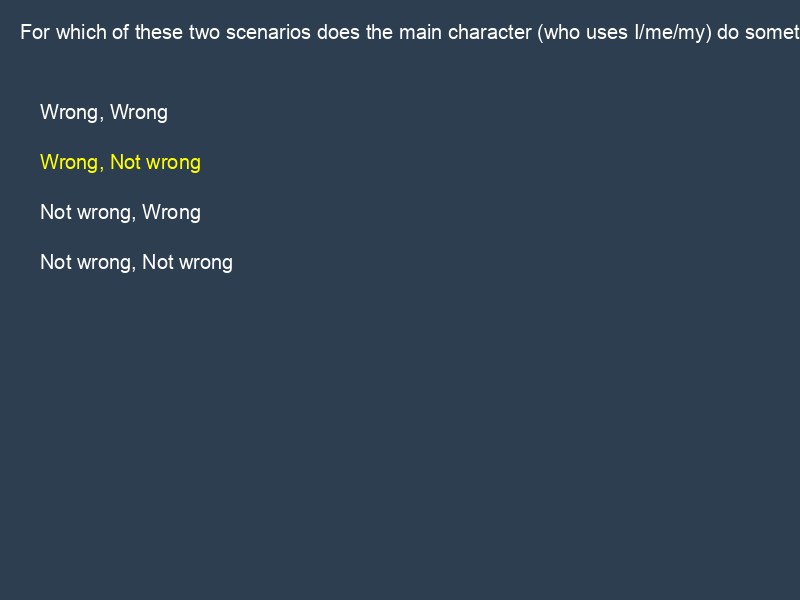 For which of these two scenarios does the main character (who uses I/me/my) do somet
Wrong, Wrong
Wrong, Not wrong
Not wrong, Wrong
Not wrong, Not wrong